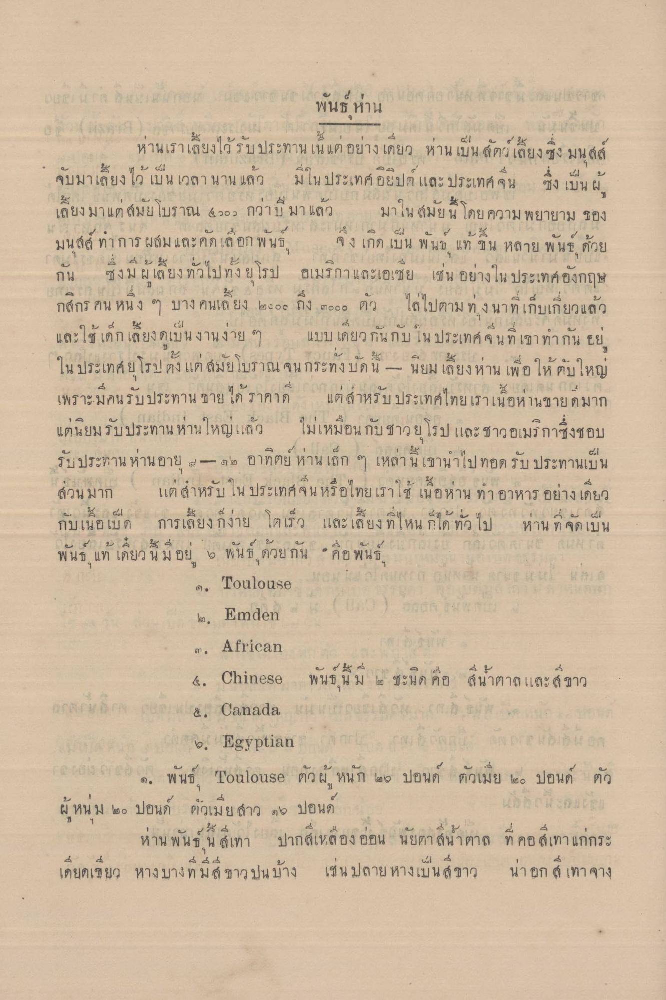 พันธุ์ห่าน
ห่านเราเลี้ยงไว้รับประทานเนื้อแต่อย่างเดียว ห่านเป็นสัตว์เลี้ยงซึ่งมนุสส์
จับมาเลี้ยงไว้เป็นเวลานานแล้ว มีในประเทศอิยิปต์และประเทศจีน ซึ่งเป็นผู้
เลี้ยงมาแต่สมัยโบราณ ๔๐๐๐ กว่าปีมาแล้ว มาในสมัยนี้โดยความพยายามของ
มนุสส์ทำการผสมและคัดเลือกพันธุ์ จึงเกิดเป็นพันธุ์แท้ขึ้นหลายพันธุ์ด้วย
กัน ซึ่งมีผู้เลี้ยงทั่วไปทั้งยุโรป อเมริกาและเอเซีย เช่นอย่างในประเทศอังกฤษ
กสิกรคนหนึ่ง ๆ บางคนเลี้ยง ๒๐๐๐ ถึง ๓๐๐๐ ตัว ไล่ไปตามทุ่งนาที่เก็บเกี่ยวแล้ว
และใช้เด็กเลี้ยงดูเป็นงานง่าย ๆ แบบเดียวกันกับในประเทศจีนที่เขาทำกันอยู่
ในประเทศยุโรปตั้งแต่สมัยโบราณจนกระทั่งบัดนี้ — นิยมเลี้ยงห่านเพื่อให้ตับใหญ่
เพราะมีคนรับประทานขายได้ราคาดี แต่สำหรับประเทศไทยเราเนื้อห่านขายดีมาก
แต่นิยมรับประทานห่านใหญ่แล้ว ไม่เหมือนกับชาวยุโรปและชาวอเมริกาซึ่งชอบ
รับประทานห่านอายุ ๘—๑๒ อาทิตย์ ห่านเล็ก ๆ เหล่านี้เขานำไปทอดรับประทานเป็น
ส่วนมาก แต่สำหรับในประเทศจีนหรือไทยเราใช้เนื้อห่านทำอาหารอย่างเดียว
กับเนื้อเป็ด การเลี้ยงก็ง่าย โตเร็ว และเลี้ยงที่ไหนก็ได้ทั่วไป ห่านที่จัดเป็น
พันธุ์แท้เดี๋ยวนี้มีอยู่ ๖ พันธุ์ด้วยกัน คือพันธุ์
๑. Toulouse
๒. Emden
๓. African
๔. Chinese พันธุ์นี้มี ๒ ชะนิดคือ สีน้ำตาลและสีขาว
๕. Canada
๖. Egyptian
๑. พันธุ์ Toulouse ตัวผู้หนัก ๒๖ ปอนด์ ตัวเมีย ๒๐ ปอนด์ ตัว
ผู้หนุ่ม ๒๐ ปอนด์ ตัวเมียสาว ๑๖ ปอนด์
ห่านพันธุ์นี้สีเทา ปากสีเหลืองอ่อน นัยตาสีน้ำตาล ที่คอสีเทาแก่กระ
เดียดเขียว หางบางทีมีสีขาวปนบ้าง เช่นปลายหางเป็นสีขาว น่าอกสีเทาจาง